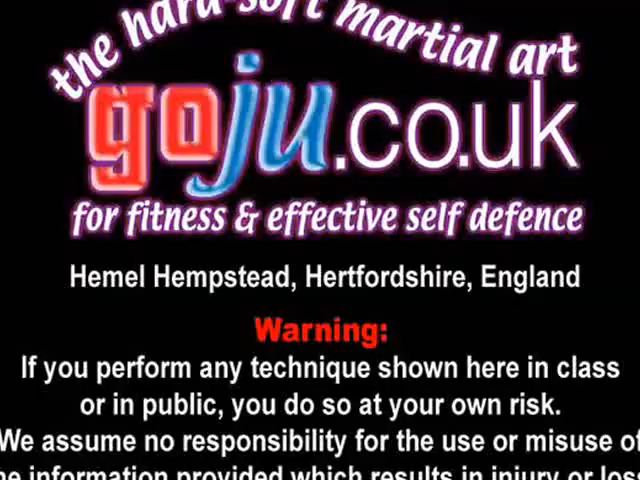 the hard-soft martial art
goju.co.uk
for fitness & effective self defence
Hemel Hempstead, Hertfordshire, England
Warning:
If you perform any technique shown here in class
or in public, you do so at your own risk.
We assume no responsibility for the use or misuse of
he information provided which results in injury or loss